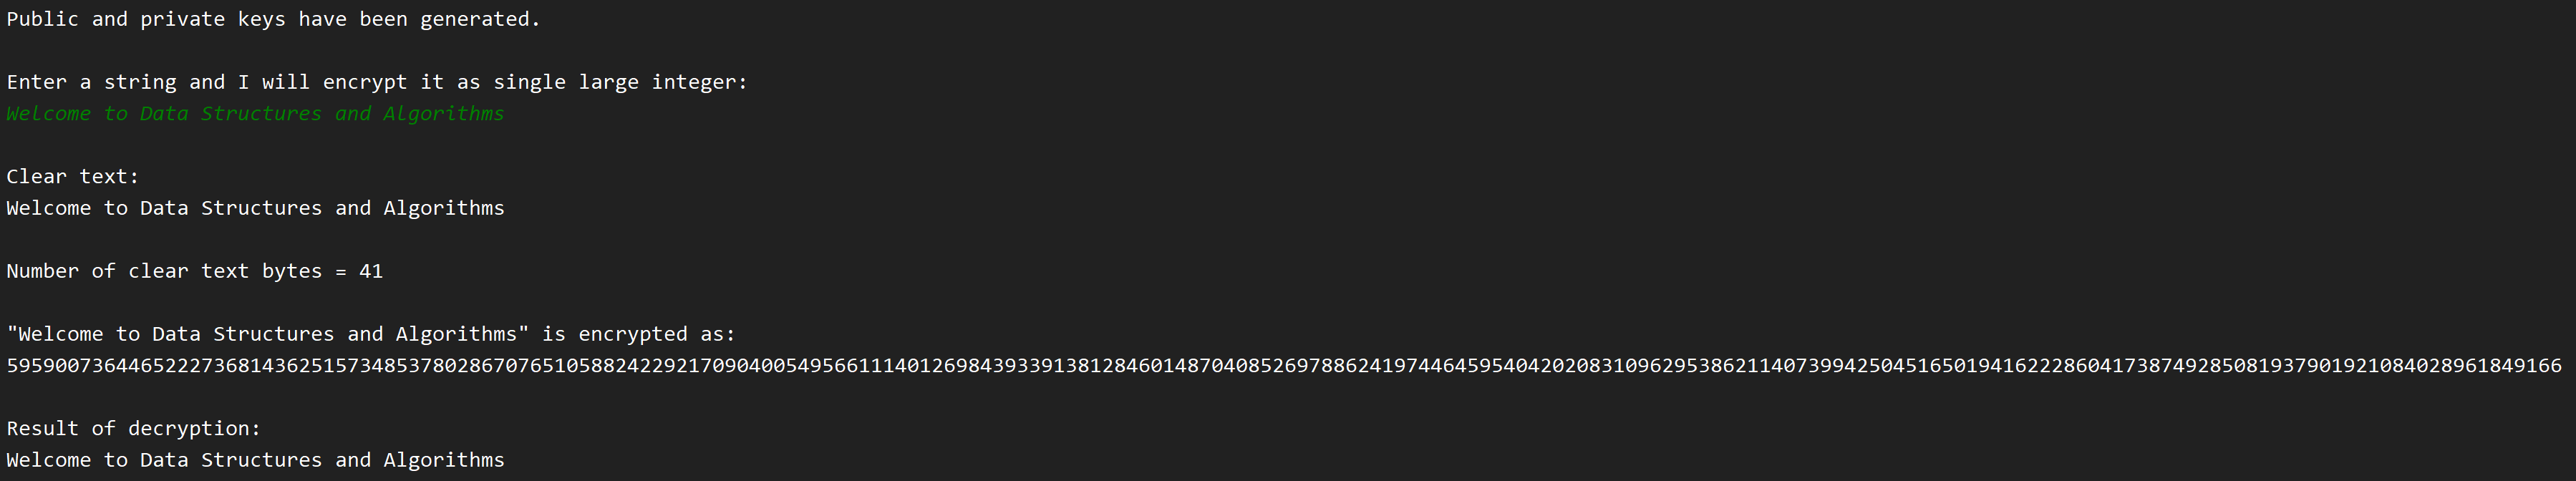 Public and private keys have been generated.
Enter a string and I will encrypt it as single large integer:
Welcome to Data Structures and Algorithms
Clear text:
Welcome to Data Structures and Algorithms
Number of clear text bytes = 41
"Welcome to Data Structures and Algorithms" is encrypted as:
595900736446522273681436251573485378028670765105882422921709040054956611140126984393391381284601487040852697886241974464595404202083109629538621140739942504516501941622286041738749285081937901921084028961849166
Result of decryption:
Welcome to Data Structures and Algorithms